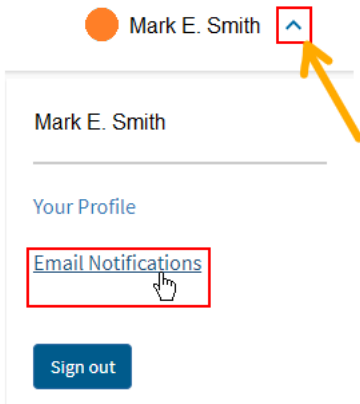 Mark E. Smith
Mark E. Smith
Your Profile
Email Notifications
Sign out